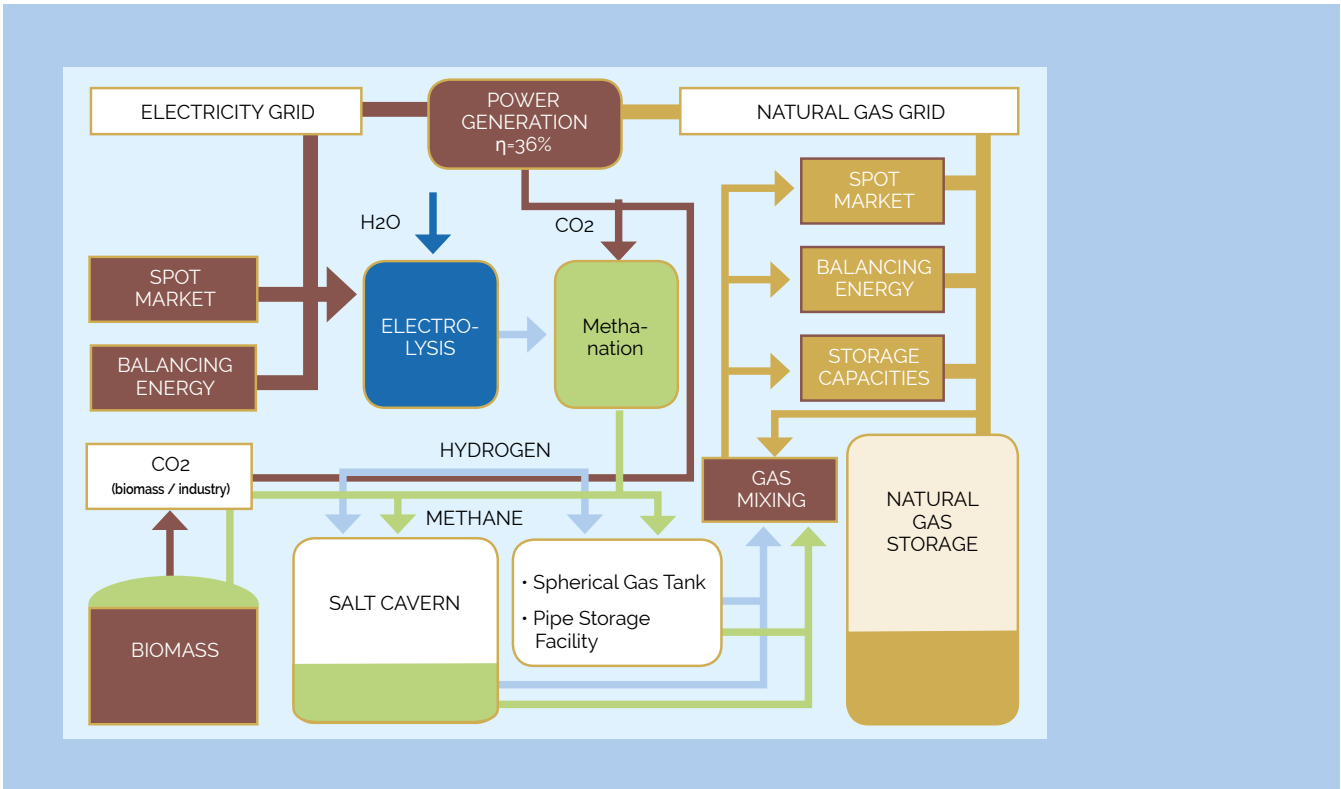 ELECTRICITY GRID
POWER
GENERATION
η=36%
NATURAL GAS GRID
H2O
CO2
SPOT
MARKET
BALANCING
ENERGY
ELECTRO-
LYSIS
Metha-
nation
SPOT
MARKET
BALANCING
ENERGY
STORAGE
CAPACITIES
CO2
(biomass / industry)
HYDROGEN
METHANE
GAS
MIXING
NATURAL
GAS
STORAGE
BIOMASS
SALT CAVERN
• Spherical Gas Tank
• Pipe Storage
Facility